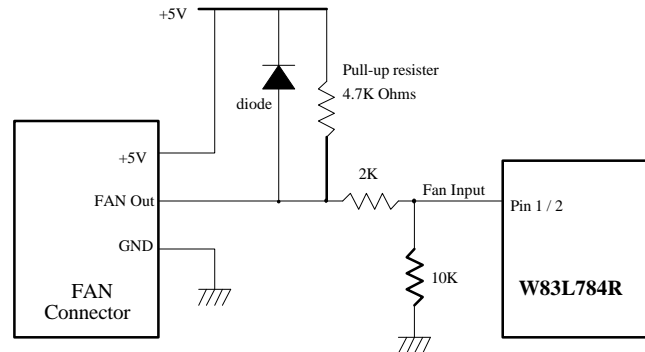 +5V
Pull-up resister
4.7K Ohms
diode
+5V
2K
Fan Input
FAN Out
Pin 1 / 2
GND
10K
W83L784R
FAN
Connector